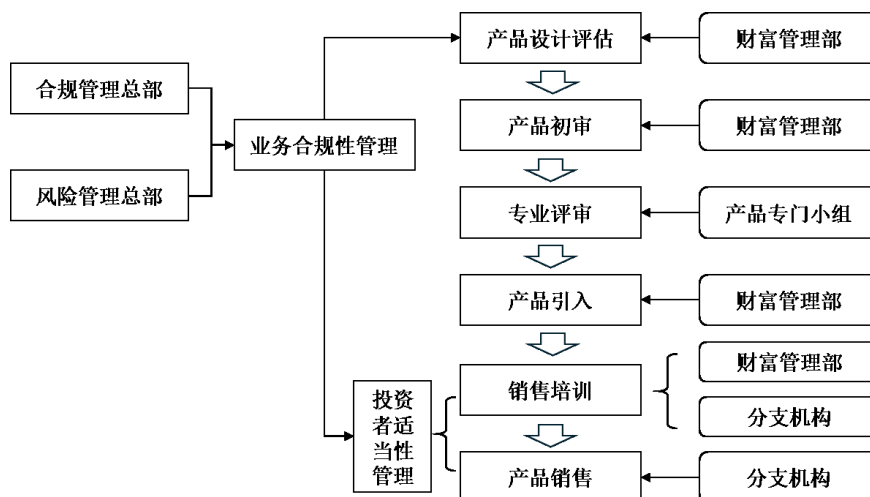 产品设计评估
财富管理部
合规管理总部
产品初审
财富管理部
业务合规性管理
风险管理总部
专业评审
产品专门小组
产品引入
财富管理部
财富管理部
销售培训
投资
者适
当性
管理
分支机构
产品销售
分支机构